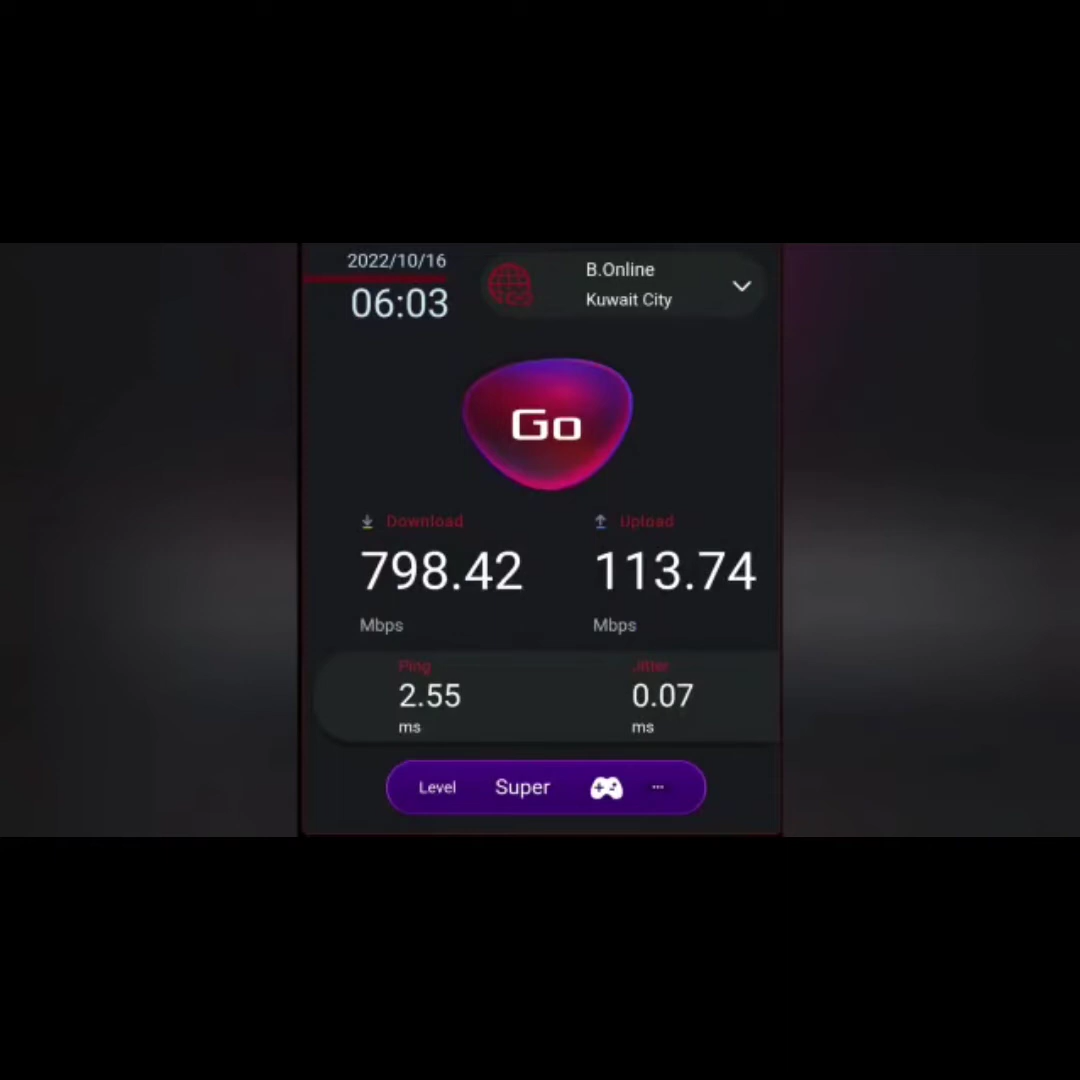 2022/10/16
06:03
B.Online
Kuwait City
Go
Download
Upload
798.42
113.74
Mbps
Mbps
Ping
Jitter
2.55
0.07
ms
ms
Level Super ...